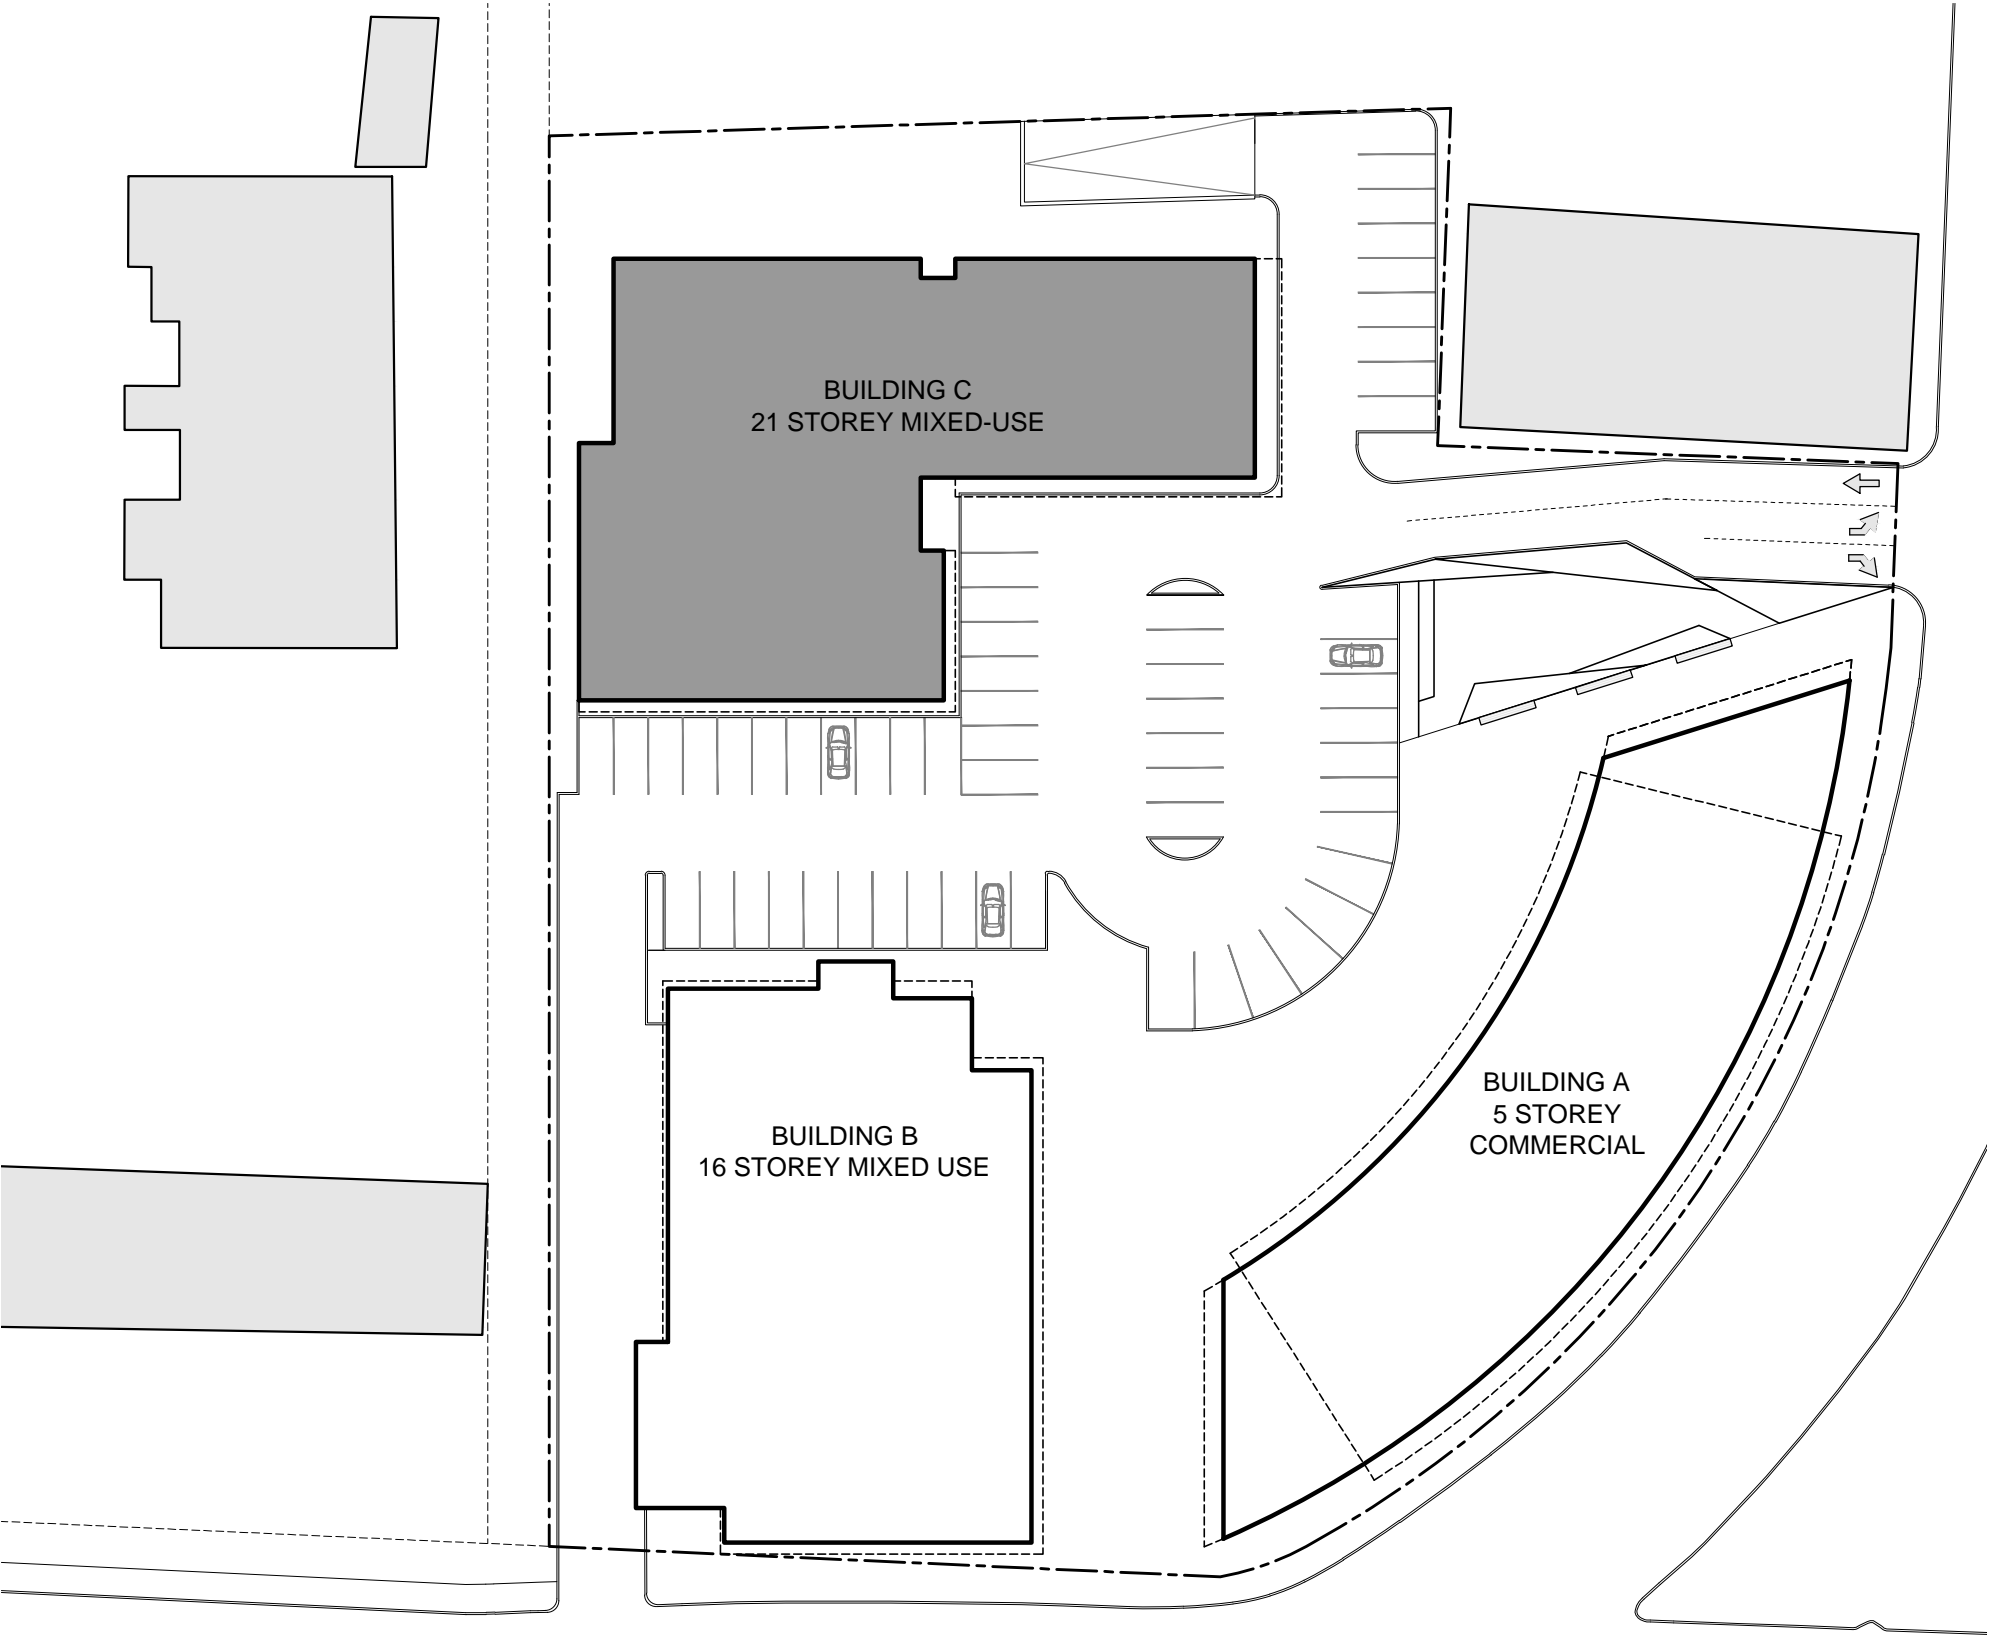 BUILDING C
21 STOREY MIXED-USE
BUILDING A
5 STOREY
COMMERCIAL
BUILDING B
16 STOREY MIXED USE